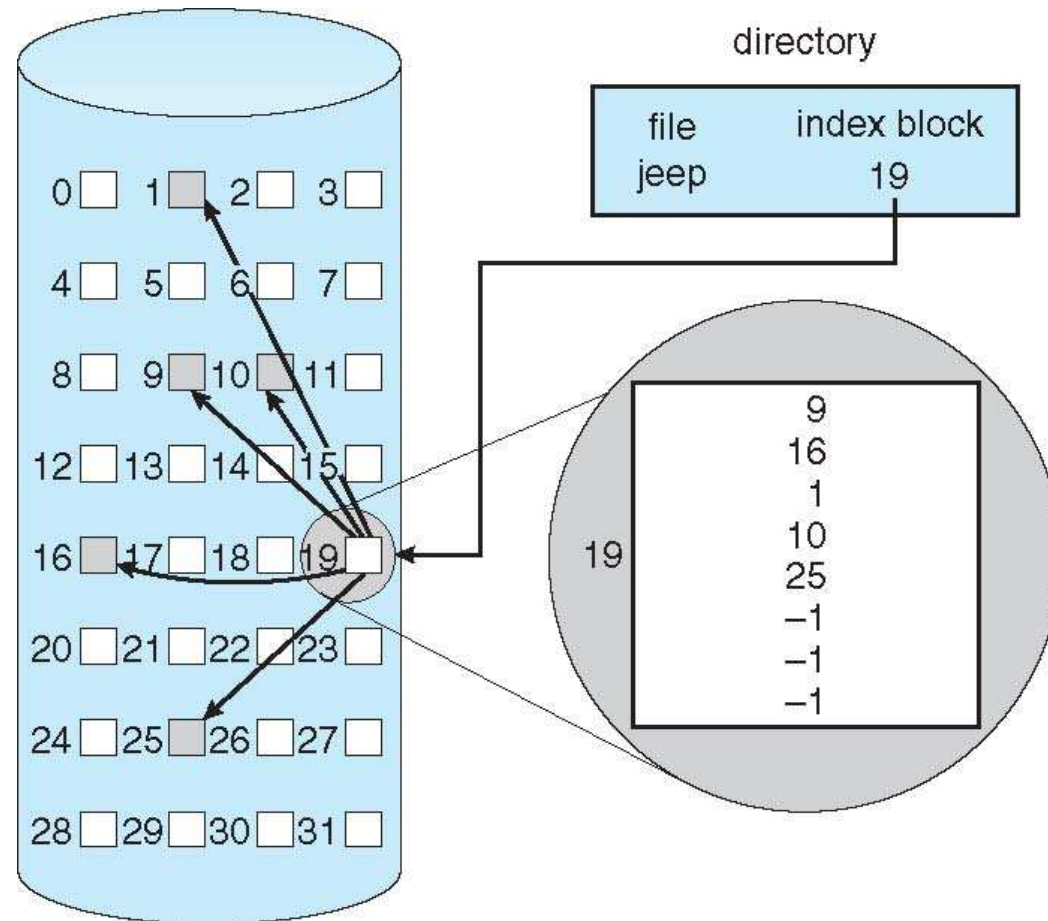 directory
file index block
jeep 19
0 1 2 3
4 5 6 7
8 9 10 11
12 13 14 15
16 17 18 19
20 21 22 23
24 25 26 27
28 29 30 31
19
9
16
1
10
25
–1
–1
–1